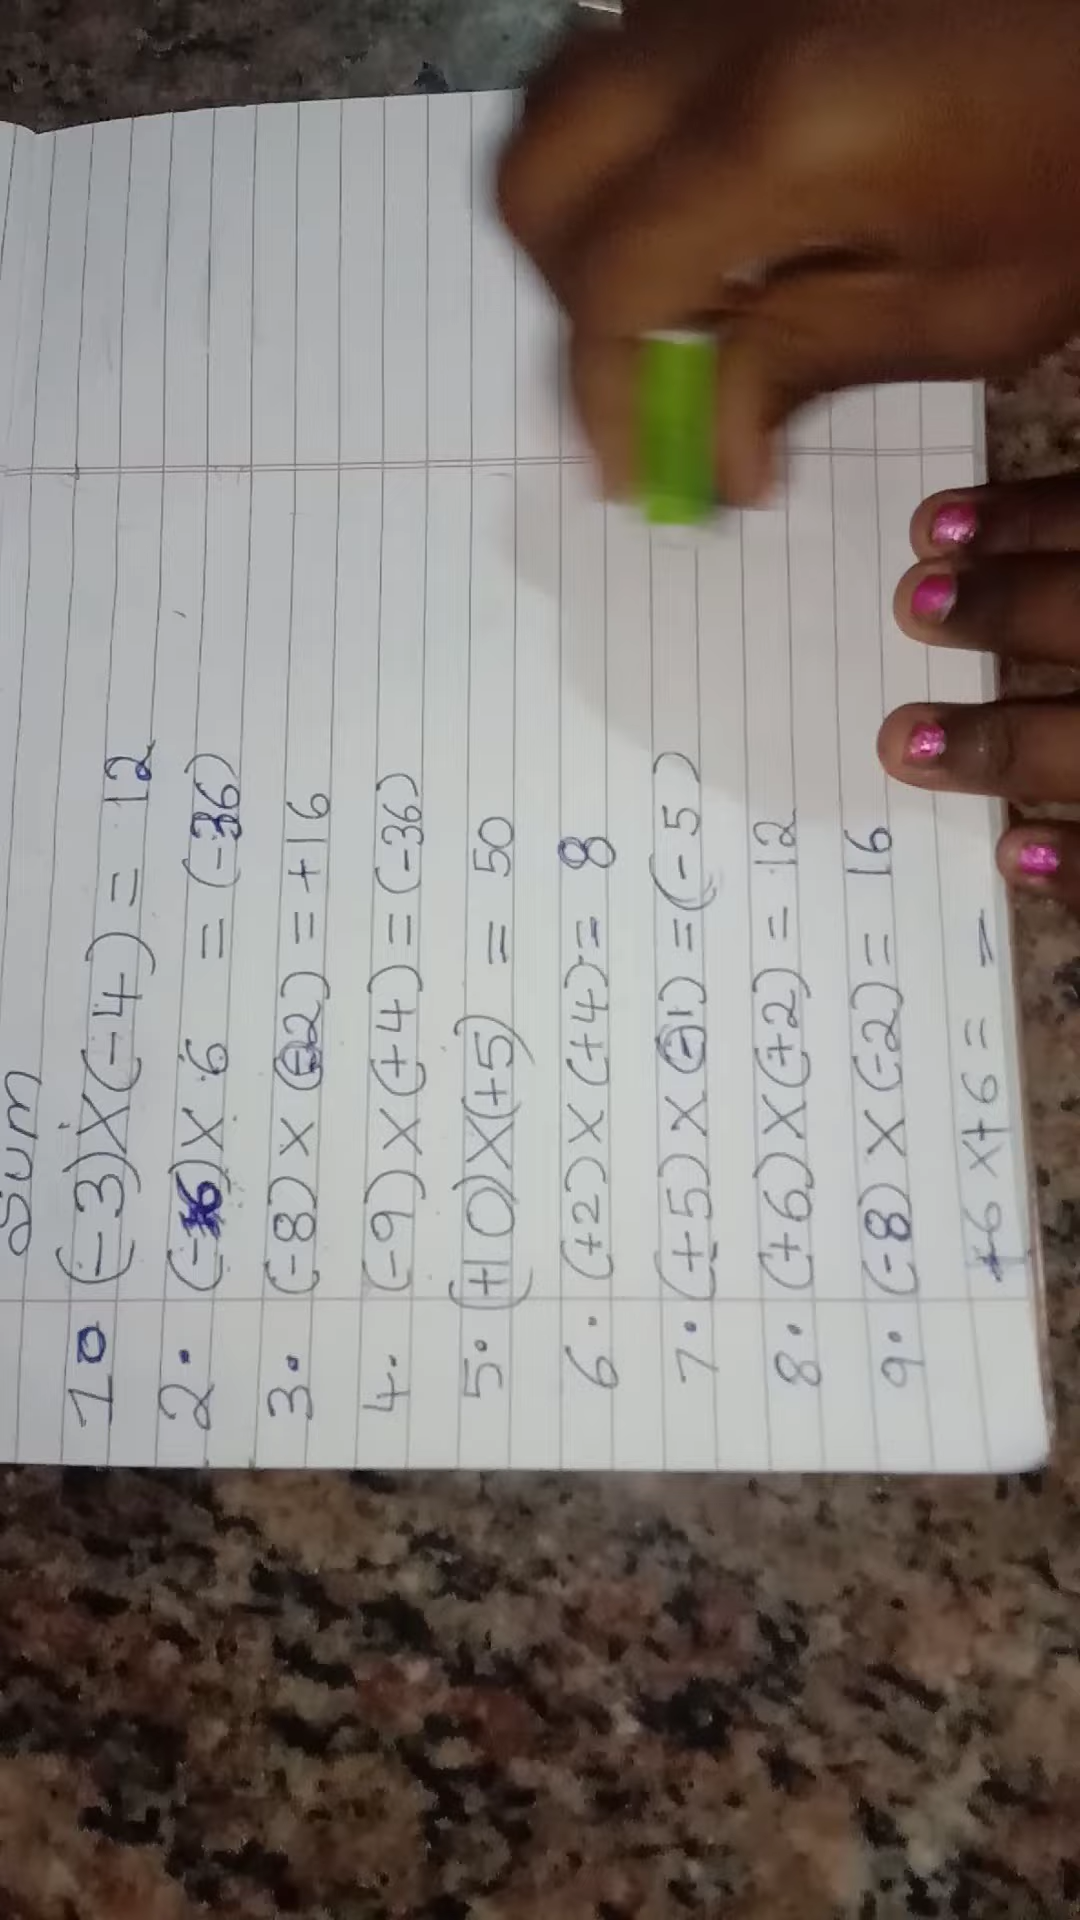 Sum
1. (-3)X(-4) = 12
2. (-6)X 6 = (-36)
3. (-8) X (-2) = +16
4. (-9) X (+4) = (-36)
5. (+10)X(+5) = 50
6. (+2) X (+4) = 8
7. (+5) X (-1) = (-5)
8. (+6) X (+2) = 12
9. (-8) X (-2) = 16
+6 X+6 = -